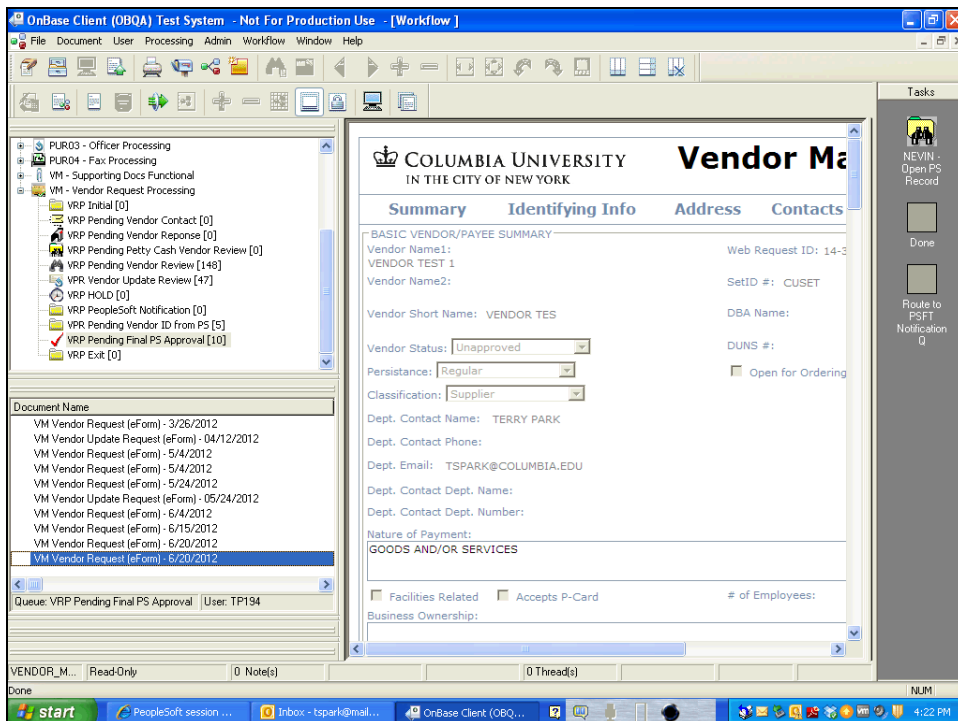 OnBase Client (OBQA) Test System - Not For Production Use - [Workflow ]
File Document User Processing Admin Workflow Window Help
PUR03 - Officer Processing
PUR04 - Fax Processing
VM - Supporting Docs Functional
VM - Vendor Request Processing
VRP Initial [0]
VRP Pending Vendor Contact [0]
VRP Pending Vendor Reponse [0]
VRP Pending Petty Cash Vendor Review [0]
VRP Pending Vendor Review [148]
VPR Vendor Update Review [47]
VRP HOLD [0]
VRP PeopleSoft Notification [0]
VPR Pending Vendor ID from PS [5]
VRP Pending Final PS Approval [10]
VRP Exit [0]
Document Name
VM Vendor Request (eForm) - 3/26/2012
VM Vendor Update Request (eForm) - 04/12/2012
VM Vendor Request (eForm) - 5/4/2012
VM Vendor Request (eForm) - 5/4/2012
VM Vendor Request (eForm) - 5/24/2012
VM Vendor Update Request (eForm) - 05/24/2012
VM Vendor Request (eForm) - 6/4/2012
VM Vendor Request (eForm) - 6/15/2012
VM Vendor Request (eForm) - 6/20/2012
VM Vendor Request (eForm) - 6/20/2012
Queue: VRP Pending Final PS Approval User: TP194
COLUMBIA UNIVERSITY
IN THE CITY OF NEW YORK
Vendor Ma
Summary Identifying Info Address Contacts
BASIC VENDOR/PAYEE SUMMARY
Vendor Name1: Web Request ID: 14-3
VENDOR TEST 1
Vendor Name2: SetID #: CUSET
Vendor Short Name: VENDOR TES DBA Name:
Vendor Status: Unapproved DUNS #:
Persistance: Regular Open for Ordering
Classification: Supplier
Dept. Contact Name: TERRY PARK
Dept. Contact Phone:
Dept. Email: TSPARK@COLUMBIA.EDU
Dept. Contact Dept. Name:
Dept. Contact Dept. Number:
Nature of Payment:
GOODS AND/OR SERVICES
Facilities Related Accepts P-Card # of Employees:
Business Ownership:
Tasks
NEVIN -
Open PS
Record
Done
Route to
PSFT
Notification
Q
VENDOR_M... Read-Only 0 Note(s) 0 Thread(s)
Done NUM
start PeopleSoft session ... Inbox - tspark@mail... OnBase Client (OBQ... 4:22 PM